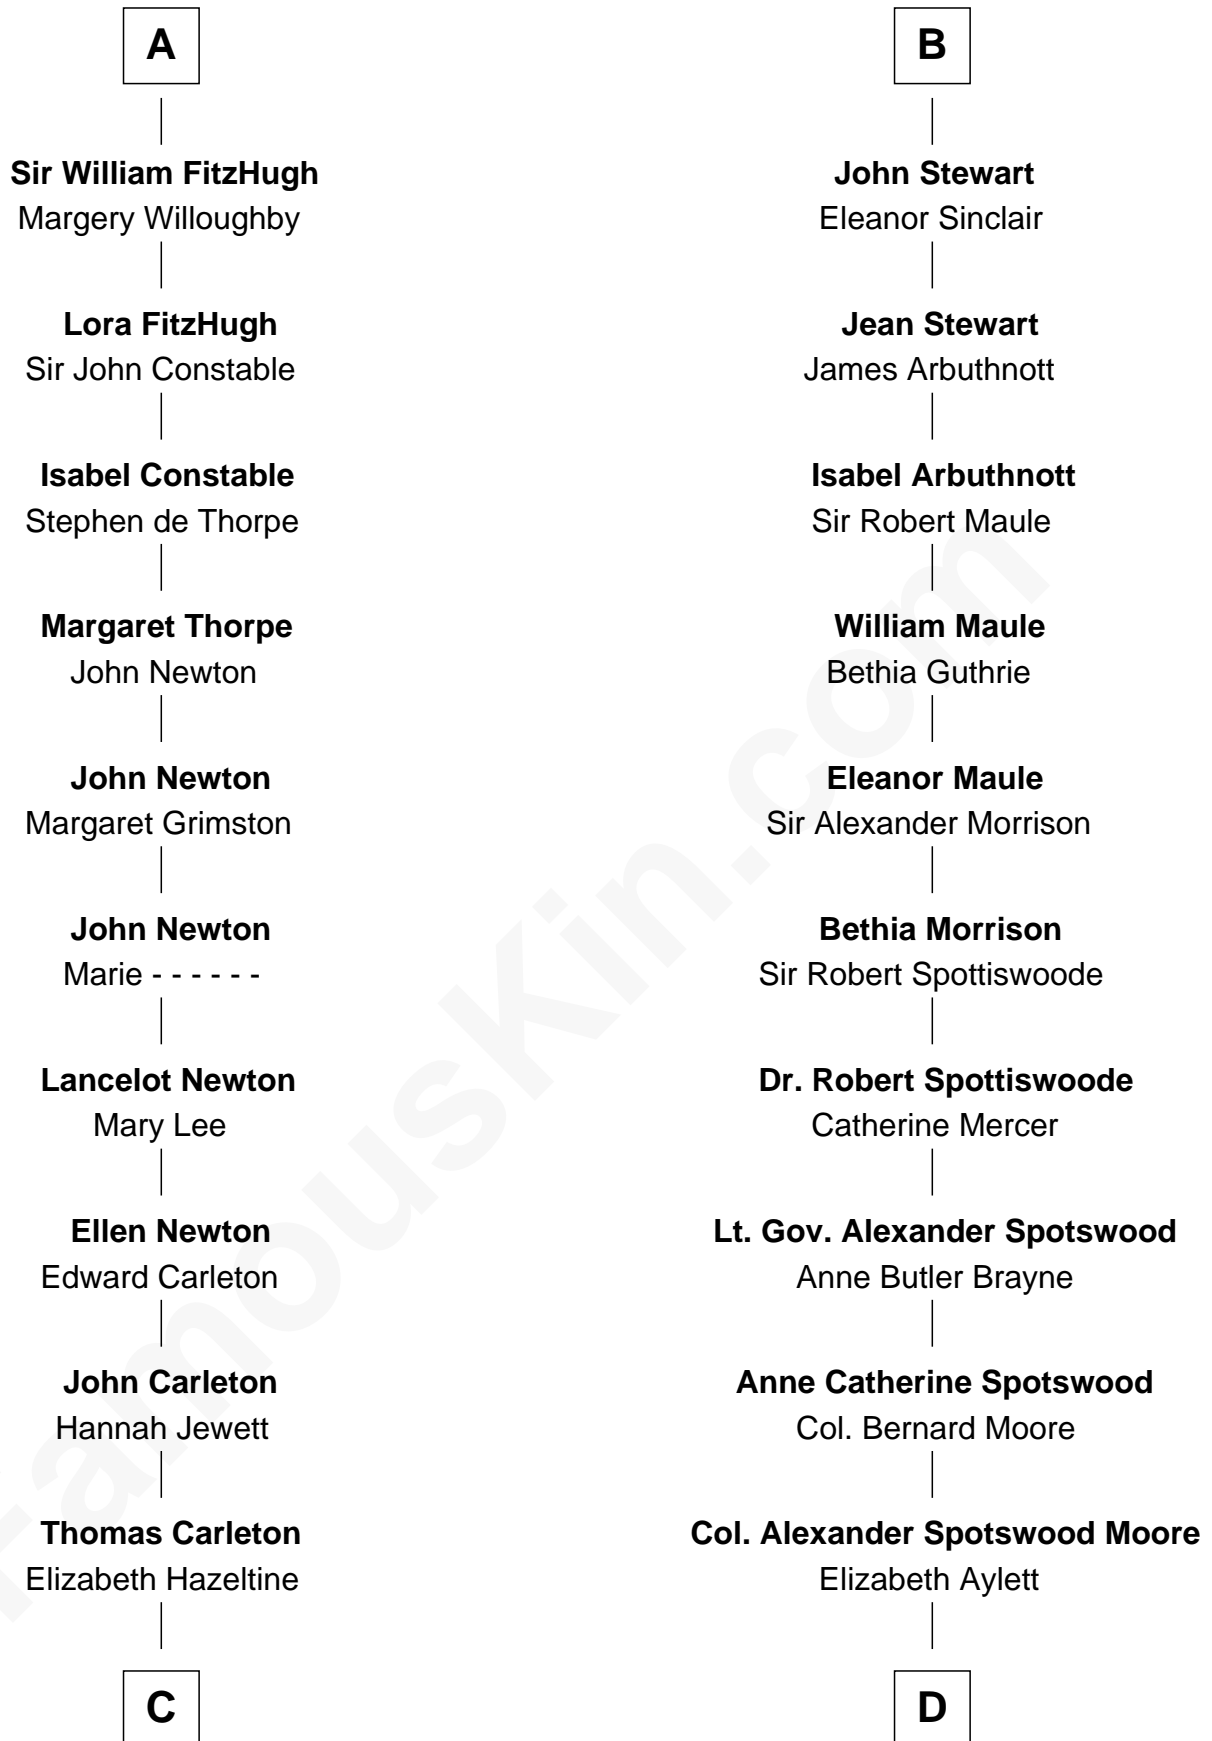 A
Sir William FitzHugh
Margery Willoughby
Lora FitzHugh
Sir John Constable
Isabel Constable
Stephen de Thorpe
Margaret Thorpe
John Newton
John Newton
Margaret Grimston
John Newton
Marie - - - - - -
Lancelot Newton
Mary Lee
Ellen Newton
Edward Carleton
John Carleton
Hannah Jewett
Thomas Carleton
Elizabeth Hazeltine
C
B
John Stewart
Eleanor Sinclair
Jean Stewart
James Arbuthnott
Isabel Arbuthnott
Sir Robert Maule
William Maule
Bethia Guthrie
Eleanor Maule
Sir Alexander Morrison
Bethia Morrison
Sir Robert Spottiswoode
Dr. Robert Spottiswoode
Catherine Mercer
Lt. Gov. Alexander Spotswood
Anne Butler Brayne
Anne Catherine Spotswood
Col. Bernard Moore
Col. Alexander Spotswood Moore
Elizabeth Aylett
D
FamousKin.com